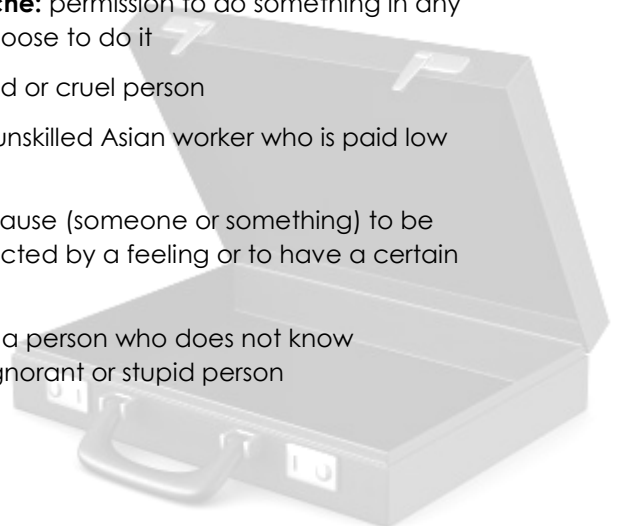 che: permission to do something in any
oose to do it
d or cruel person
unskilled Asian worker who is paid low
ause (someone or something) to be
cted by a feeling or to have a certain
a person who does not know
gnorant or stupid person